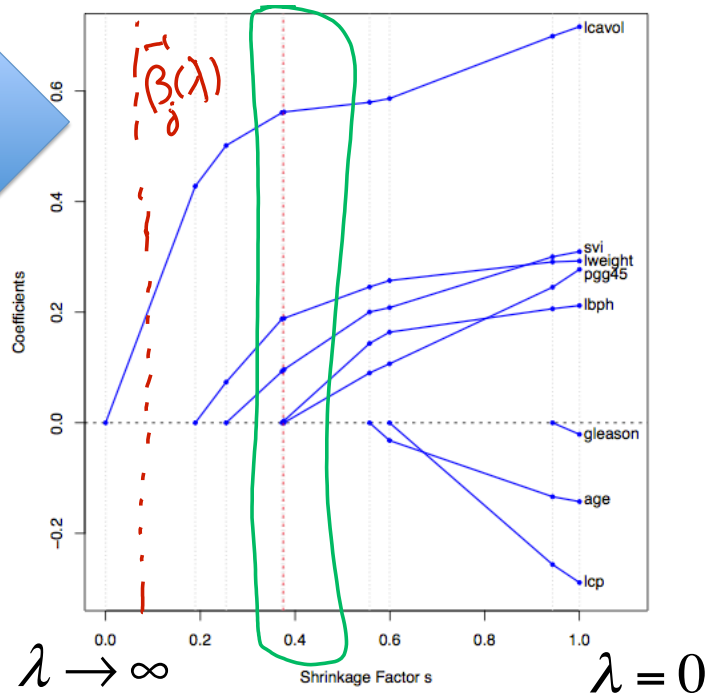 β̂j(λ)
lcavol
svi
lweight
pgg45
lbph
gleason
age
lcp
Coefficients
0.6
0.4
0.2
0.0
−0.2
0.0 0.2 0.4 0.6 0.8 1.0
Shrinkage Factor s
λ → ∞
λ = 0